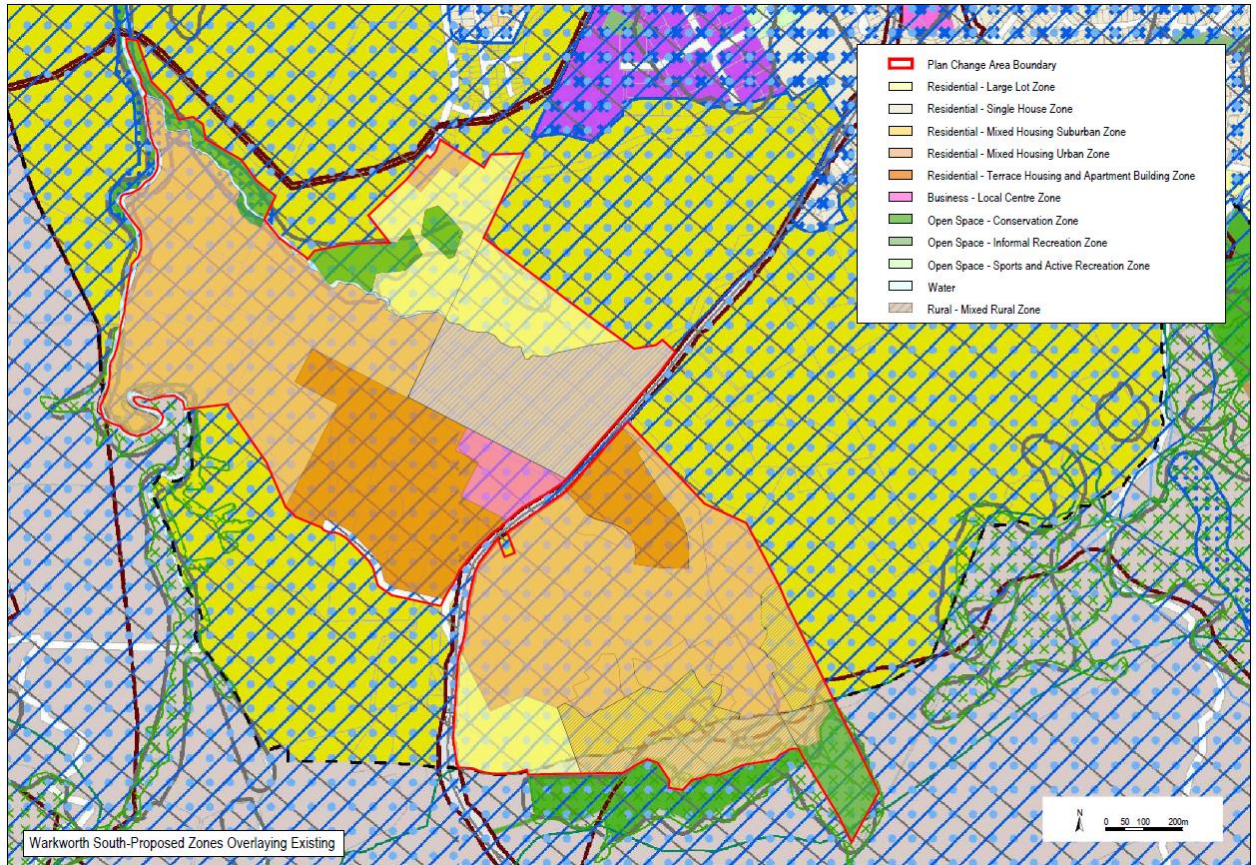 Plan Change Area Boundary
Residential - Large Lot Zone
Residential - Single House Zone
Residential - Mixed Housing Suburban Zone
Residential - Mixed Housing Urban Zone
Residential - Terrace Housing and Apartment Building Zone
Business - Local Centre Zone
Open Space - Conservation Zone
Open Space - Informal Recreation Zone
Open Space - Sports and Active Recreation Zone
Water
Rural - Mixed Rural Zone
N
0 50 100 200m
Warkworth South-Proposed Zones Overlaying Existing